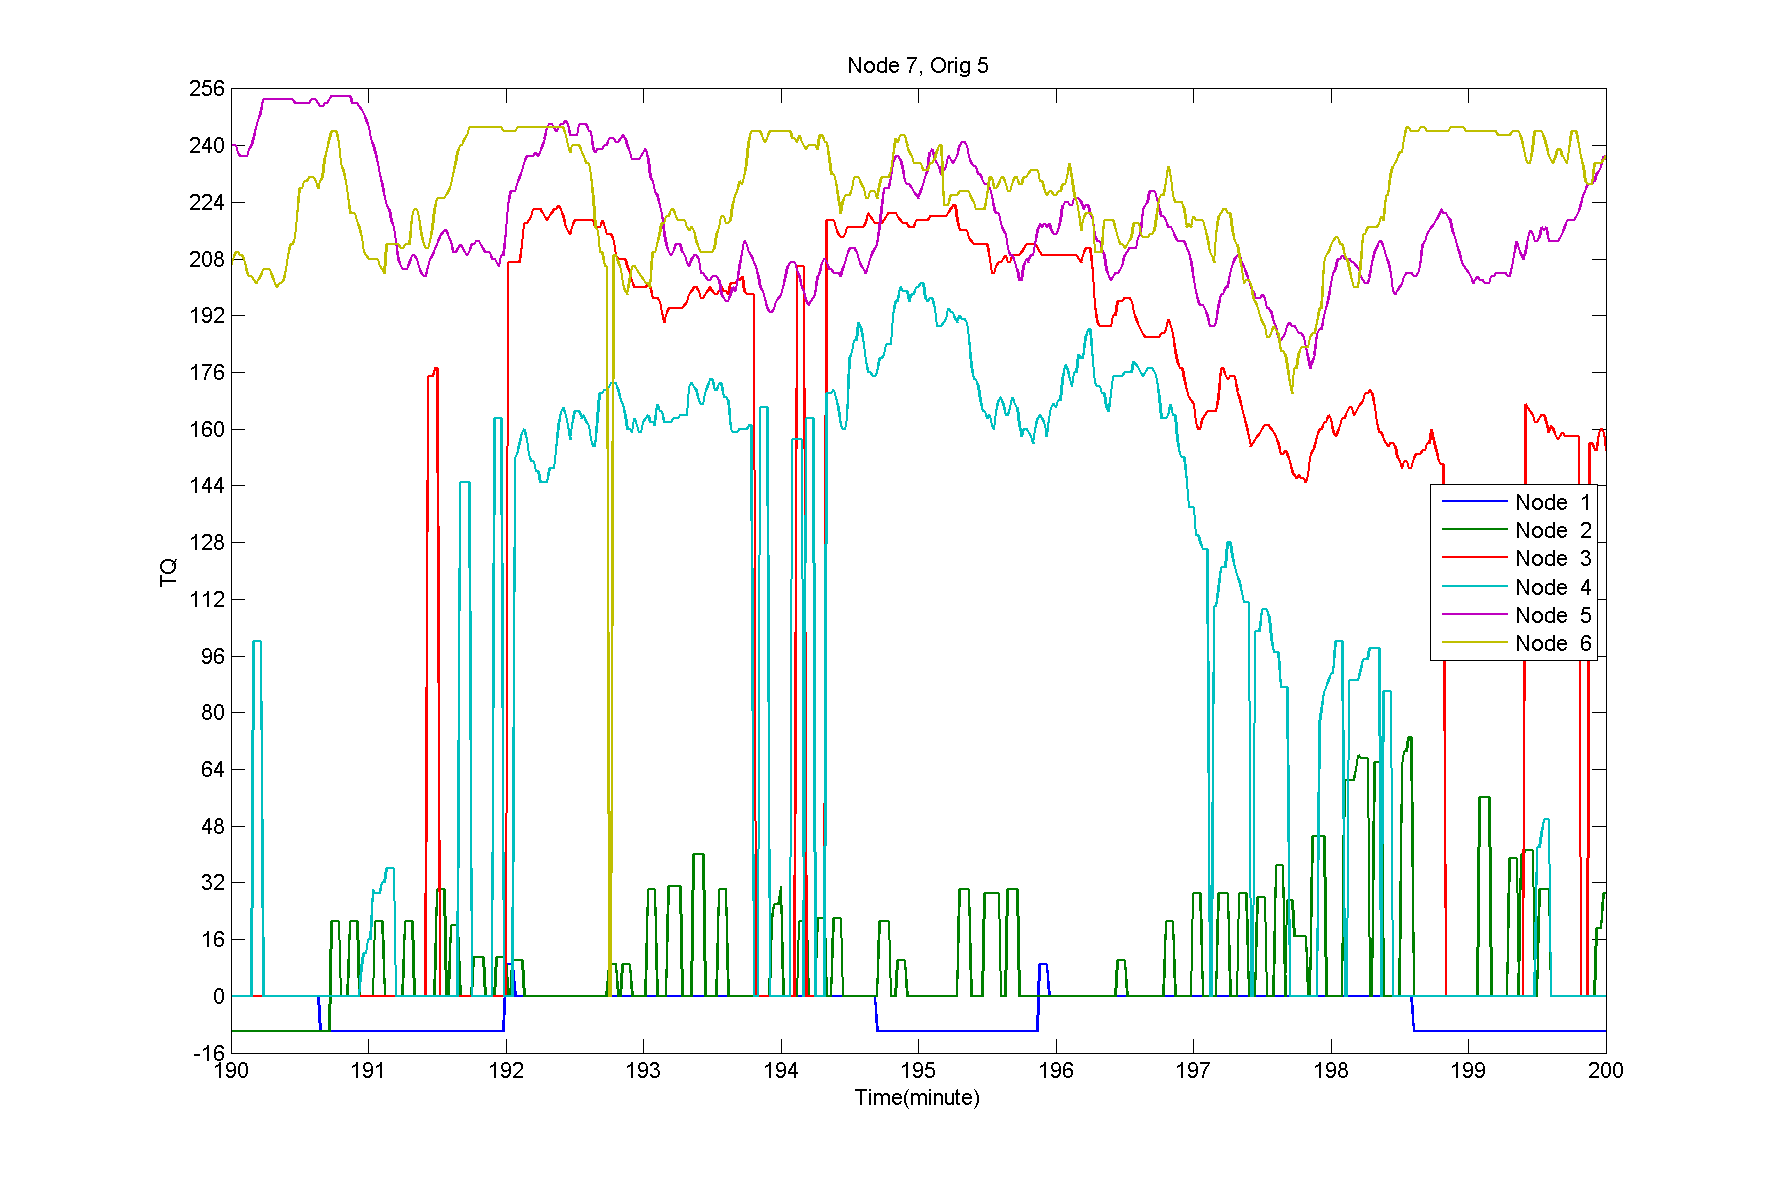 Node 7, Orig 5
256
240
224
208
192
176
160
144
128
112
96
80
64
48
32
16
0
-16
TQ
Node 1
Node 2
Node 3
Node 4
Node 5
Node 6
190 191 192 193 194 195 196 197 198 199 200
Time(minute)